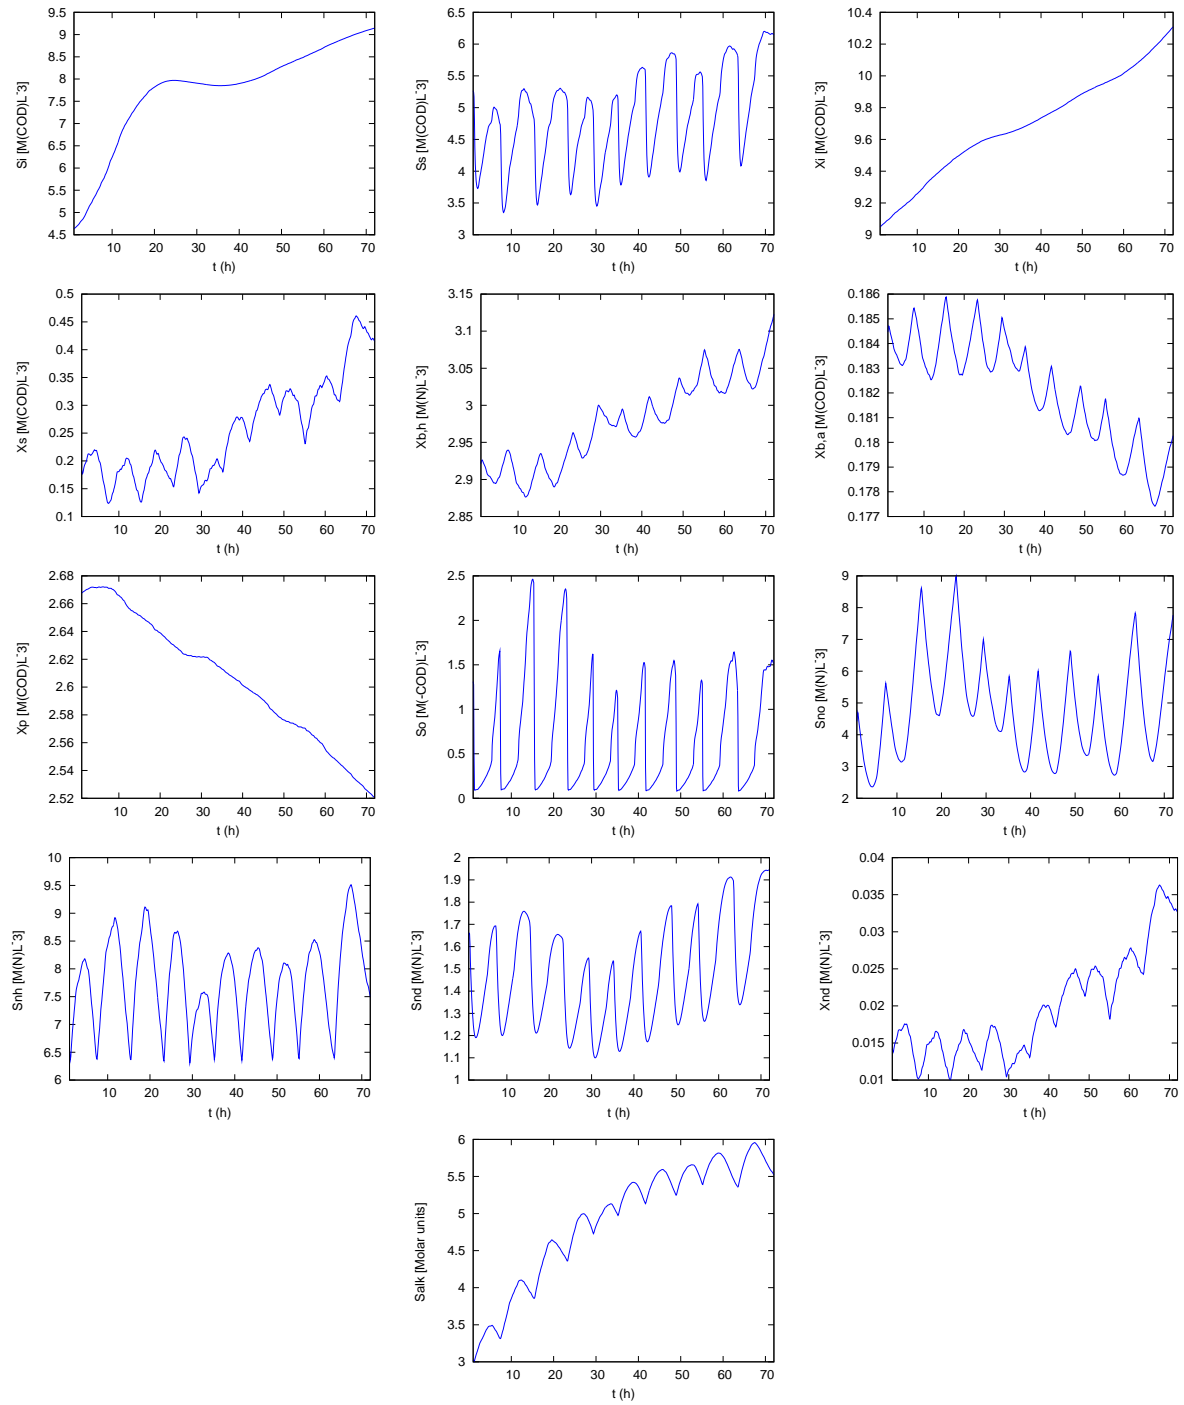 9.5
9
8.5
8
7.5
7
6.5
6
5.5
5
4.5
10 20 30 40 50 60 70
Si [M(COD)L^-3]
t (h)
6.5
6
5.5
5
4.5
4
3.5
3
10 20 30 40 50 60 70
Ss [M(COD)L^-3]
t (h)
10.4
10.2
10
9.8
9.6
9.4
9.2
9
10 20 30 40 50 60 70
Xi [M(COD)L^-3]
t (h)
0.5
0.45
0.4
0.35
0.3
0.25
0.2
0.15
0.1
10 20 30 40 50 60 70
Xs [M(COD)L^-3]
t (h)
3.15
3.1
3.05
3
2.95
2.9
2.85
10 20 30 40 50 60 70
Xb,h [M(N)L^-3]
t (h)
0.186
0.185
0.184
0.183
0.182
0.181
0.18
0.179
0.178
0.177
10 20 30 40 50 60 70
Xb,a [M(COD)L^-3]
t (h)
2.68
2.66
2.64
2.62
2.6
2.58
2.56
2.54
2.52
10 20 30 40 50 60 70
Xp [M(COD)L^-3]
t (h)
2.5
2
1.5
1
0.5
0
10 20 30 40 50 60 70
So [M(-COD)L^-3]
t (h)
9
8
7
6
5
4
3
2
10 20 30 40 50 60 70
Sno [M(N)L^-3]
t (h)
10
9.5
9
8.5
8
7.5
7
6.5
6
10 20 30 40 50 60 70
Snh [M(N)L^-3]
t (h)
2
1.9
1.8
1.7
1.6
1.5
1.4
1.3
1.2
1.1
1
10 20 30 40 50 60 70
Snd [M(N)L^-3]
t (h)
0.04
0.035
0.03
0.025
0.02
0.015
0.01
10 20 30 40 50 60 70
Xnd [M(N)L^-3]
t (h)
6
5.5
5
4.5
4
3.5
3
10 20 30 40 50 60 70
Salk [Molar units]
t (h)